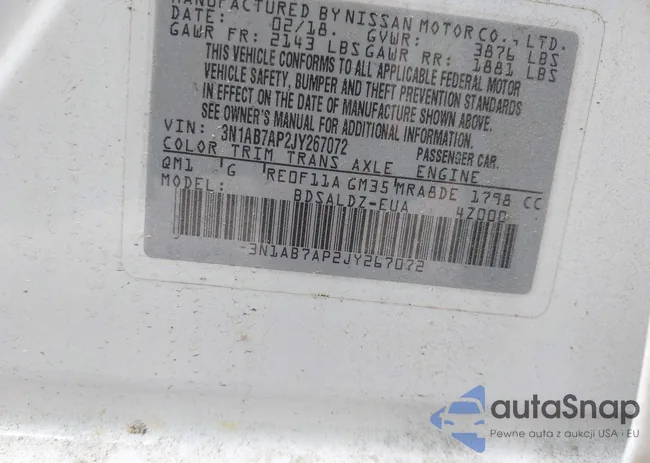 MANUFACTURED BY NISSAN MOTOR CO., LTD.
DATE: 02/18. GVWR: 3876 LBS
GAWR FR: 2143 LBS GAWR RR: 1881 LBS
THIS VEHICLE CONFORMS TO ALL APPLICABLE FEDERAL MOTOR
VEHICLE SAFETY, BUMPER AND THEFT PREVENTION STANDARDS
IN EFFECT ON THE DATE OF MANUFACTURE SHOWN ABOVE.
SEE OWNER'S MANUAL FOR ADDITIONAL INFORMATION.
VIN: 3N1AB7AP2JY267072 PASSENGER CAR.
COLOR TRIM TRANS AXLE ENGINE
QM1 G RE0F11A GM35 MRA8DE 1798 CC
MODEL: BDSALDZ-EUA 4Z000
3N1AB7AP2JY267072
autaSnap
Pewne auta z aukcji USA i EU